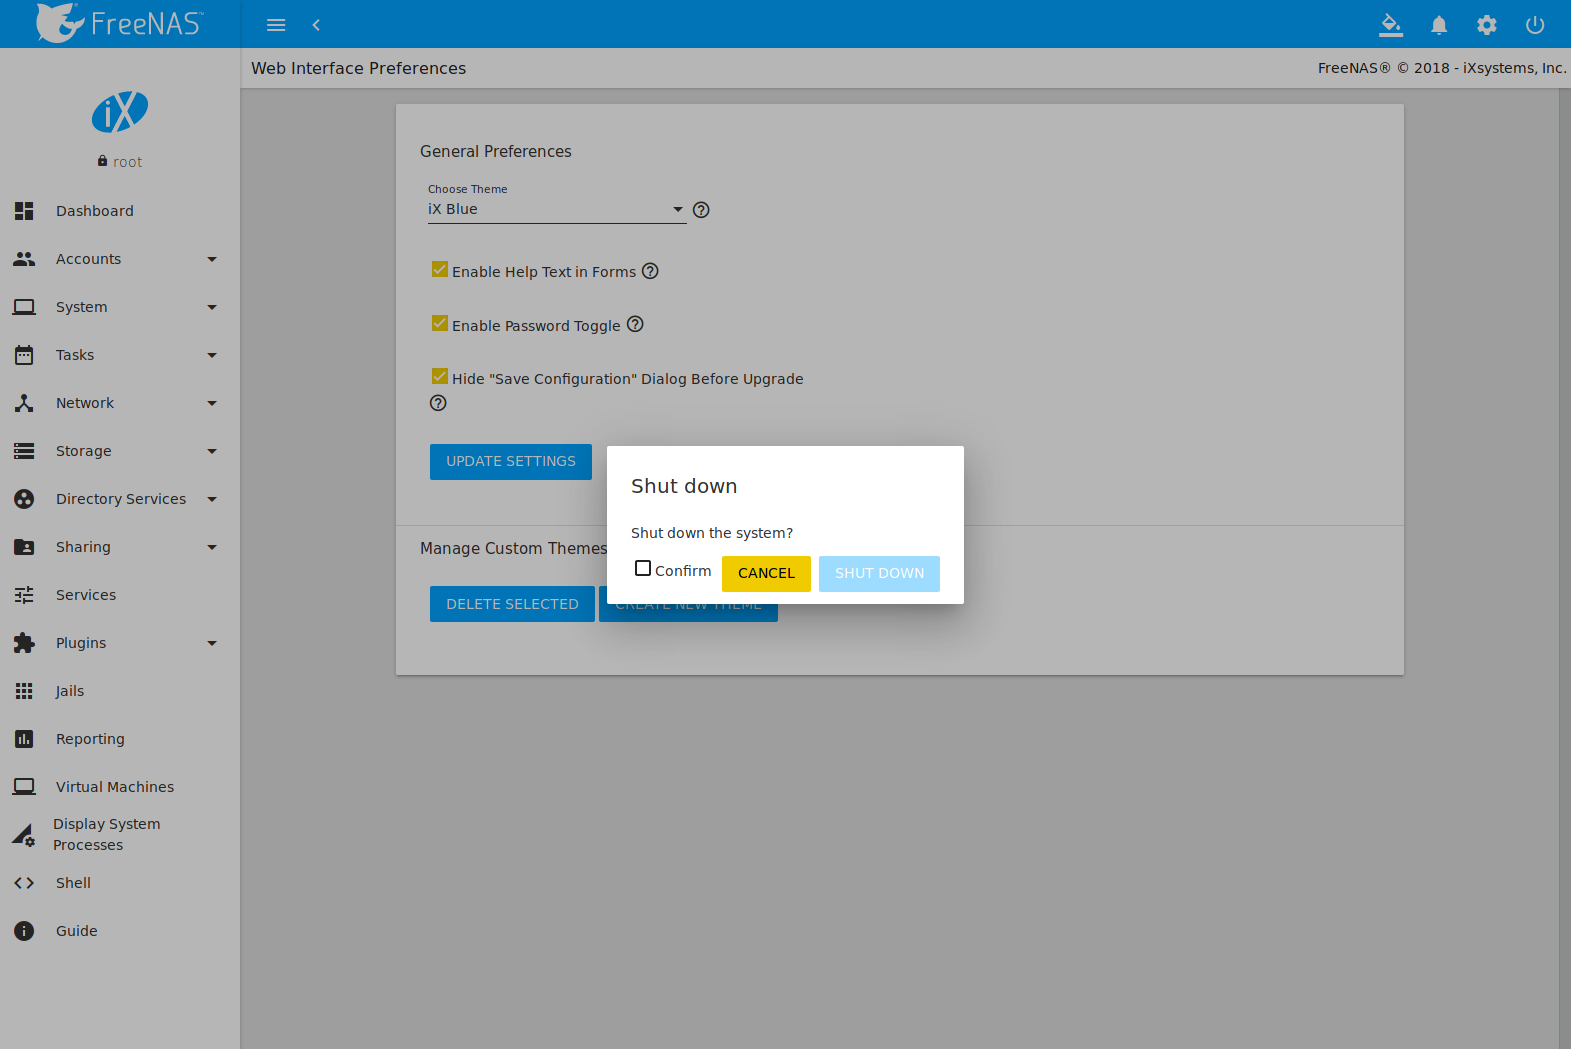 FreeNAS™
Web Interface Preferences
FreeNAS® © 2018 - iXsystems, Inc.
iX
root
Dashboard
Accounts
System
Tasks
Network
Storage
Directory Services
Sharing
Services
Plugins
Jails
Reporting
Virtual Machines
Display System
Processes
Shell
Guide
General Preferences
Choose Theme
iX Blue
Enable Help Text in Forms
Enable Password Toggle
Hide "Save Configuration" Dialog Before Upgrade
UPDATE SETTINGS
Manage Custom Themes
DELETE SELECTED
CREATE NEW THEME
Shut down
Shut down the system?
Confirm
CANCEL
SHUT DOWN